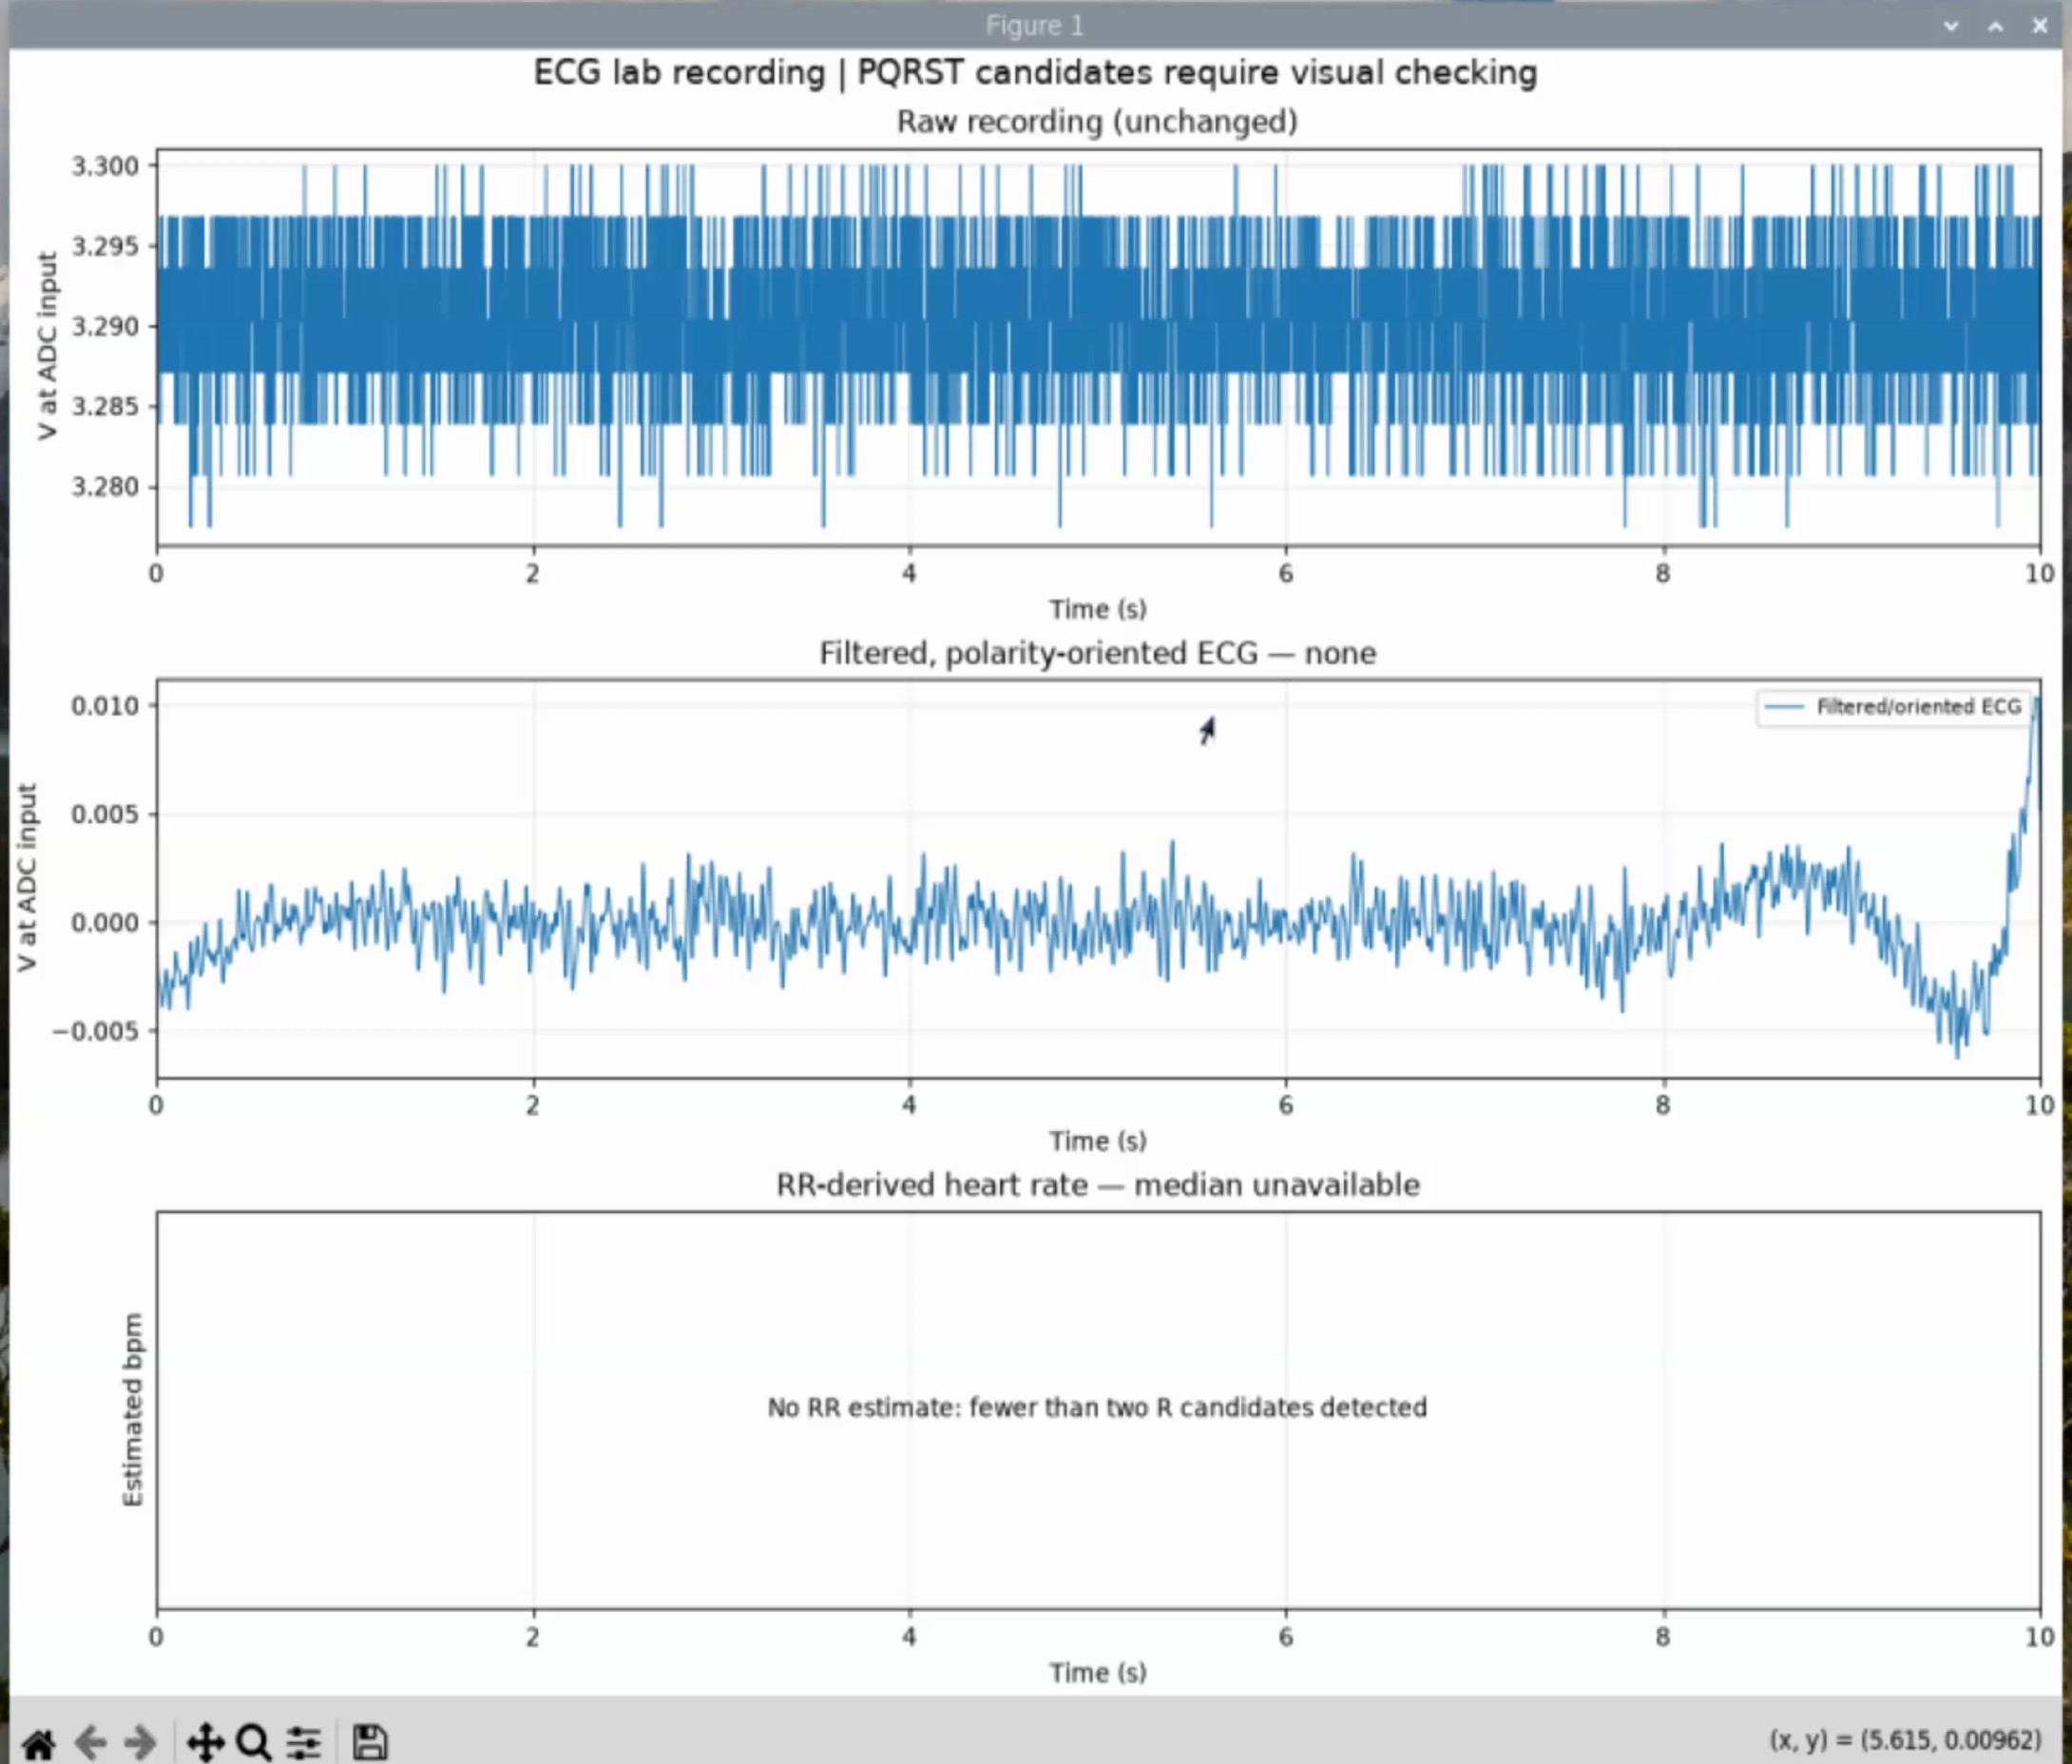 Figure 1
ECG lab recording | PQRST candidates require visual checking
Raw recording (unchanged)
V at ADC input
3.300
3.295
3.290
3.285
3.280
0 2 4 6 8 10
Time (s)
Filtered, polarity-oriented ECG — none
V at ADC input
0.010
0.005
0.000
−0.005
Filtered/oriented ECG
0 2 4 6 8 10
Time (s)
RR-derived heart rate — median unavailable
Estimated bpm
No RR estimate: fewer than two R candidates detected
0 2 4 6 8 10
Time (s)
(x, y) = (5.615, 0.00962)